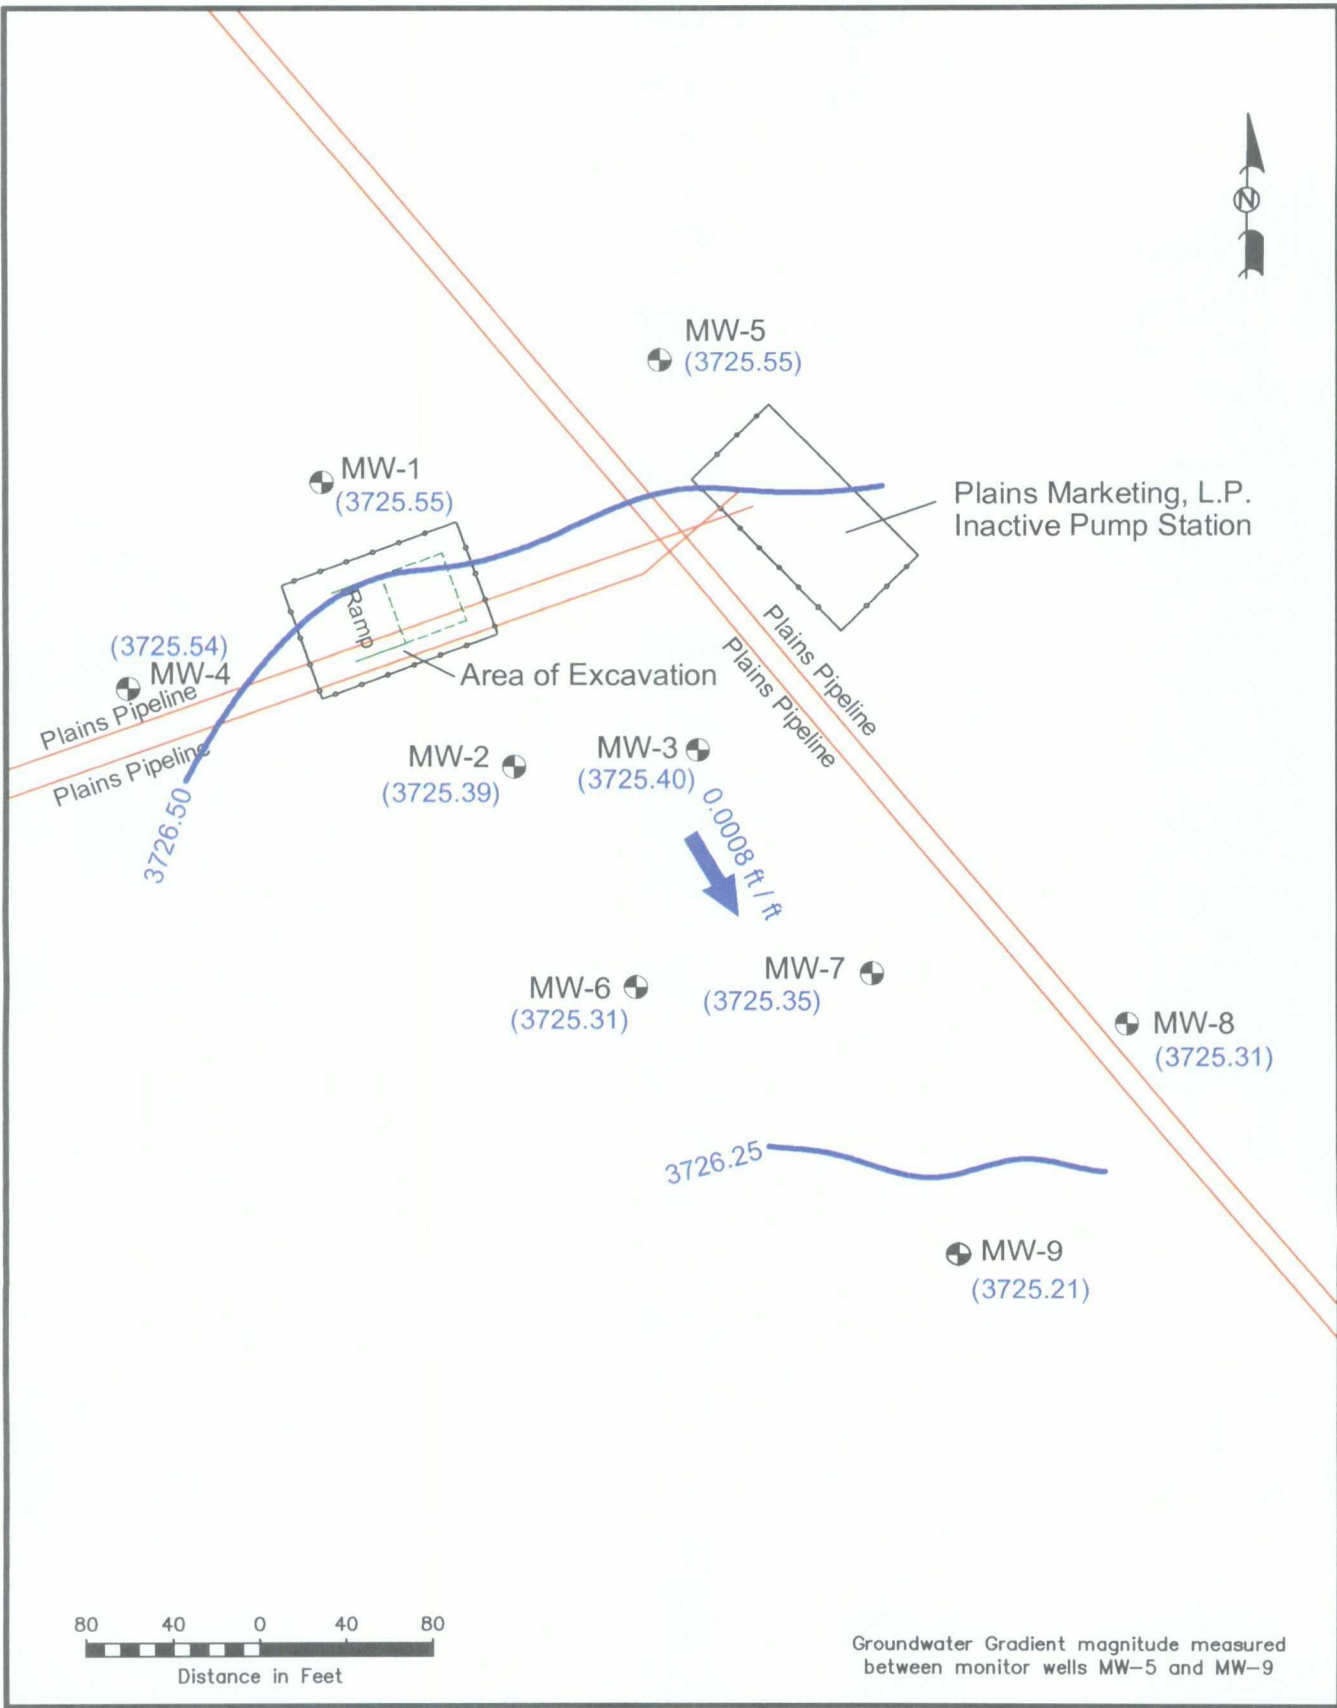 N
MW-5
(3725.55)
MW-1
(3725.55)
Plains Marketing, L.P.
Inactive Pump Station
Ramp
(3725.54)
MW-4
Area of Excavation
Plains Pipeline
Plains Pipeline
Plains Pipeline
Plains Pipeline
MW-2
(3725.39)
MW-3
(3725.40)
3726.50
0.0008 ft / ft
MW-6
(3725.31)
MW-7
(3725.35)
MW-8
(3725.31)
3726.25
MW-9
(3725.21)
80 40 0 40 80
Distance in Feet
Groundwater Gradient magnitude measured
between monitor wells MW-5 and MW-9